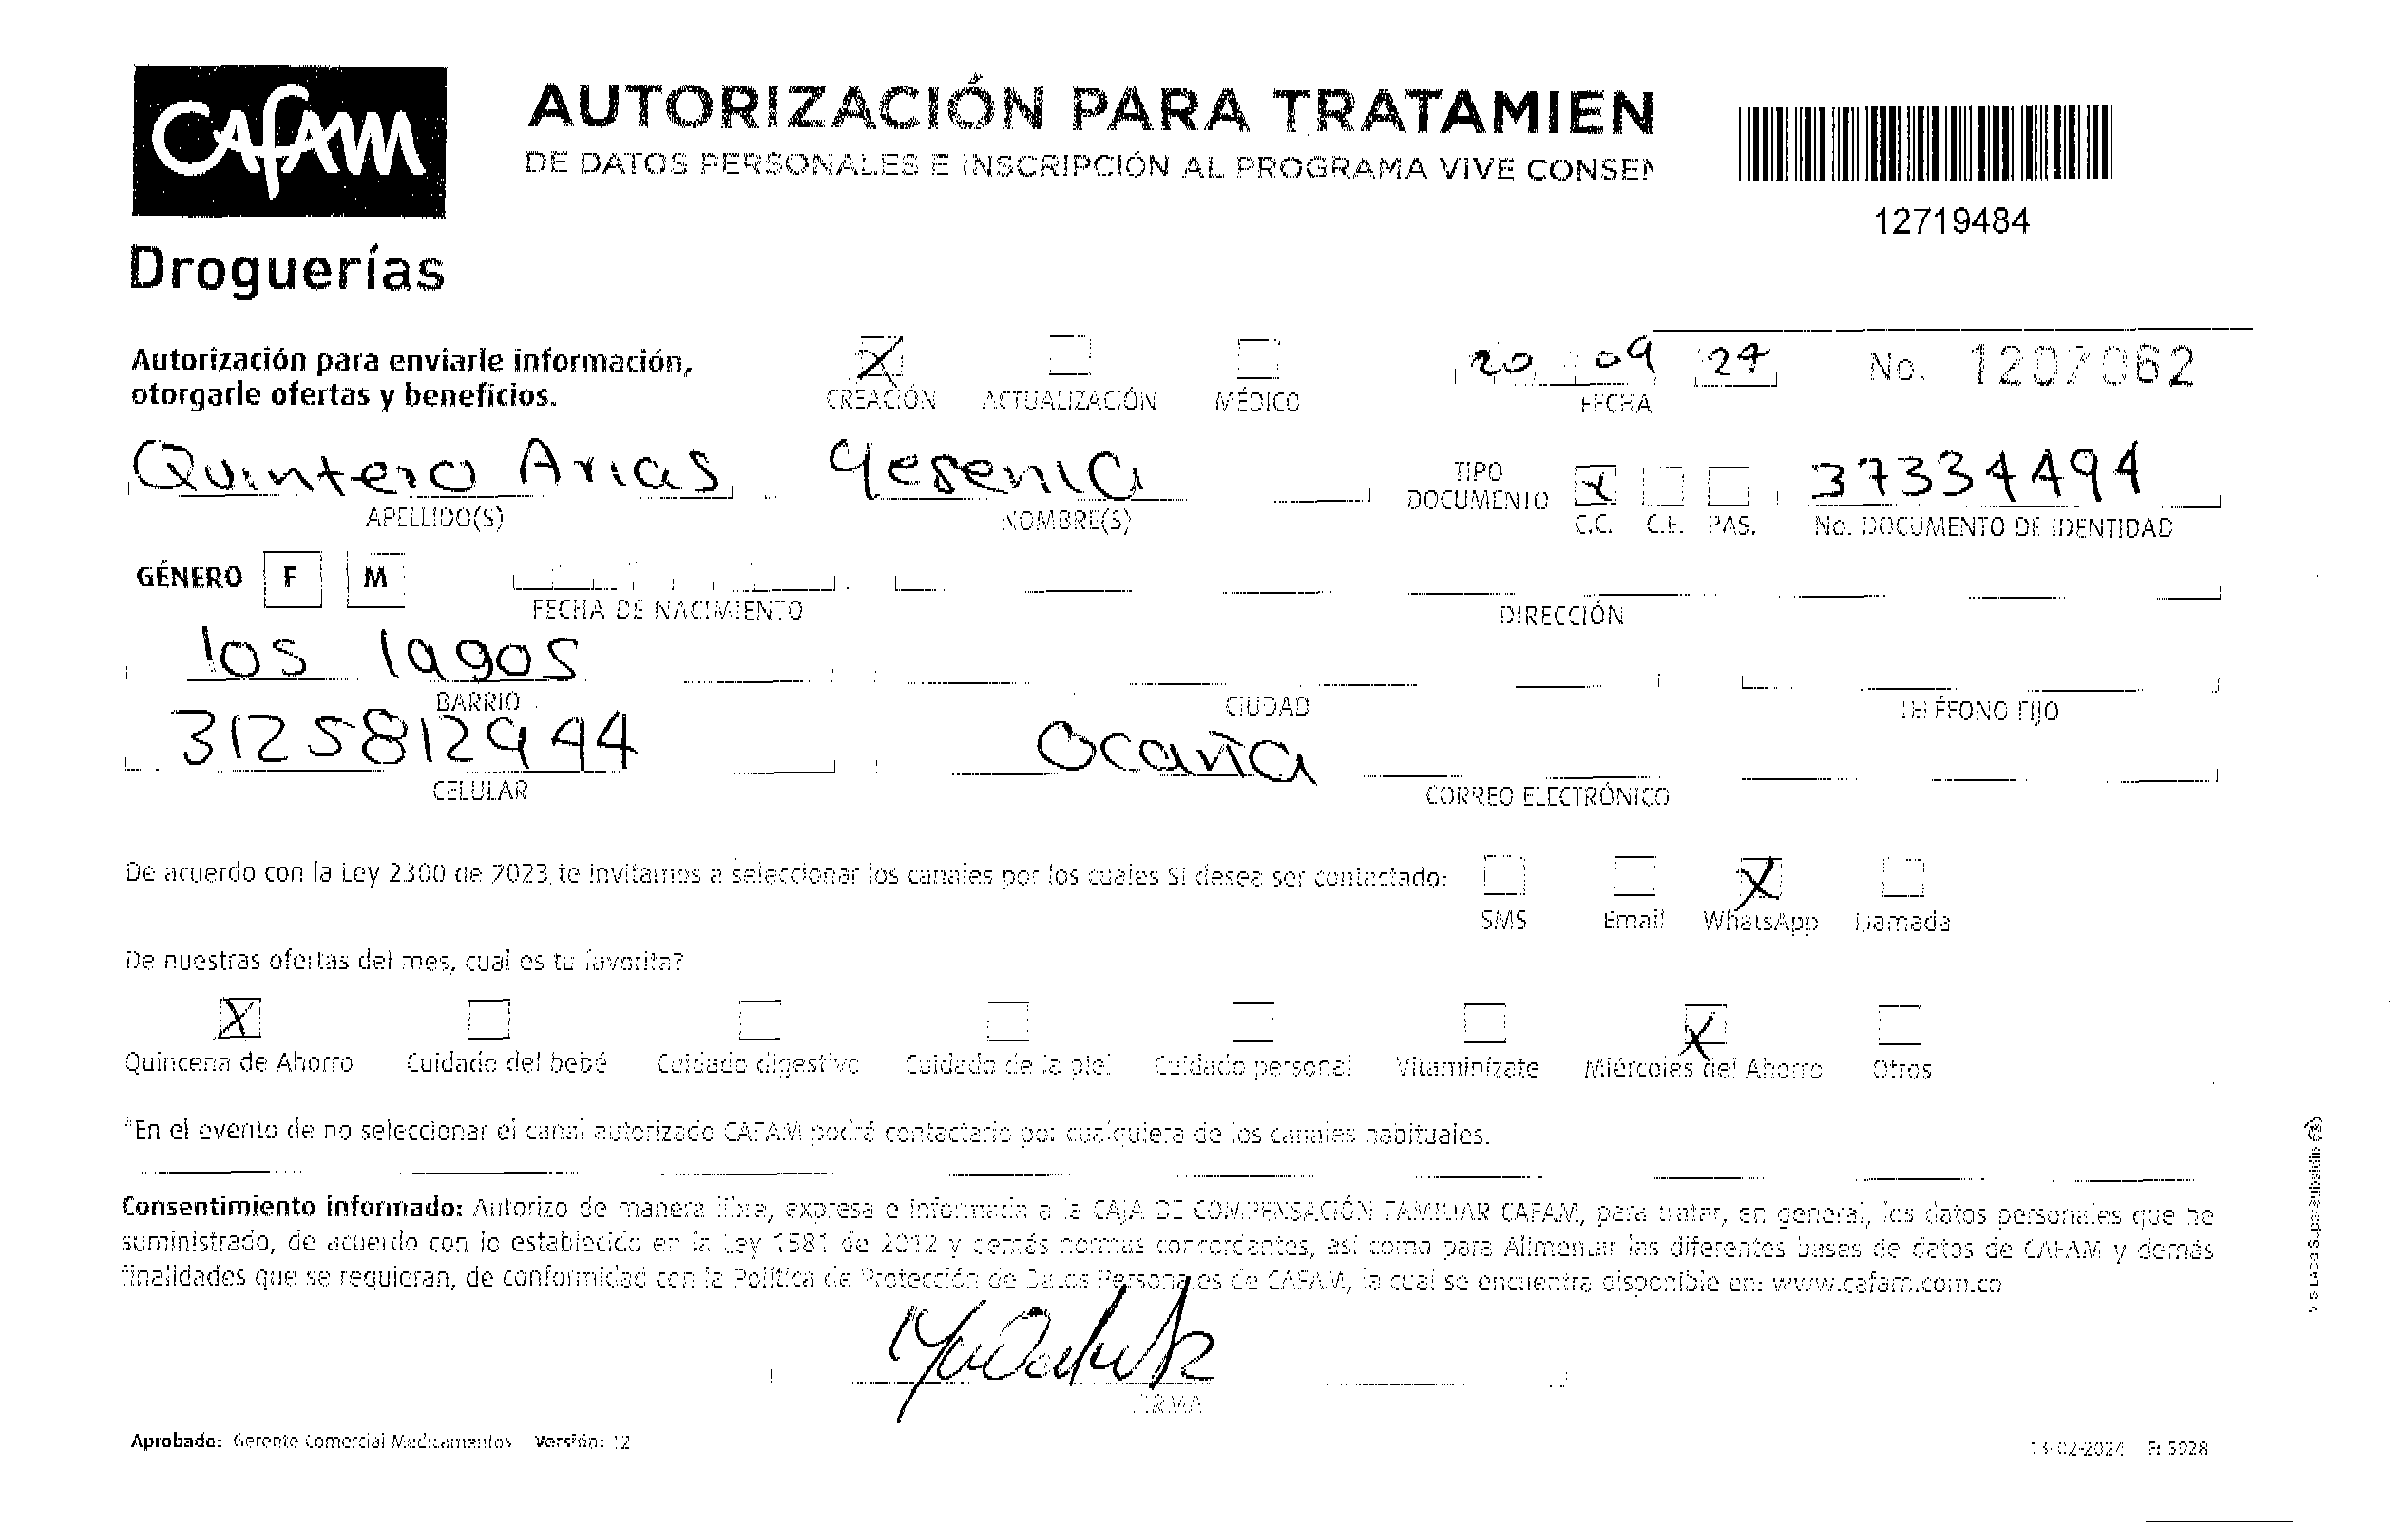 CAFAM
AUTORIZACIÓN PARA TRATAMIEN
DE DATOS PERSONALES E INSCRIPCIÓN AL PROGRAMA VIVE CONSEN
12719484
Droguerías
Autorización para enviarle información,
otorgarle ofertas y beneficios.
X CREACIÓN ACTUALIZACIÓN MÉDICO
20 09 24 FECHA
No. 1207062
Quintero Arias Yesenia
APELLIDO(S) NOMBRE(S)
TIPO DOCUMENTO X C.C. C.E. PAS.
37334494
No. DOCUMENTO DE IDENTIDAD
GÉNERO F M
FECHA DE NACIMIENTO DIRECCIÓN
los lagos
BARRIO CIUDAD TELÉFONO FIJO
3125812944 Ocaña
CELULAR CORREO ELECTRÓNICO
De acuerdo con la Ley 2300 de 2023 te invitamos a seleccionar los canales por los cuales SI desea ser contactado:
SMS Email X WhatsApp Llamada
De nuestras ofertas del mes, cual es tu favorita?
X X
Quincena de Ahorro Cuidado del bebé Cuidado digestivo Cuidado de la piel Cuidado personal Vitaminízate Miércoles del Ahorro Otros
*En el evento de no seleccionar el canal autorizado CAFAM podrá contactarlo por cualquiera de los canales habituales.
Consentimiento informado: Autorizo de manera libre, expresa e informada a la CAJA DE COMPENSACIÓN FAMILIAR CAFAM, para tratar, en general, los datos personales que he
suministrado, de acuerdo con lo establecido en la Ley 1581 de 2012 y demás normas concordantes, así como para Alimentar las diferentes bases de datos de CAFAM y demás
finalidades que se requieran, de conformidad con la Política de Protección de Datos Personales de CAFAM, la cual se encuentra disponible en: www.cafam.com.co
FIRMA
Aprobado: Gerente Comercial Medicamentos Versión: 12
13-02-2024 F: 5928
VIGILADO Supersubsidio